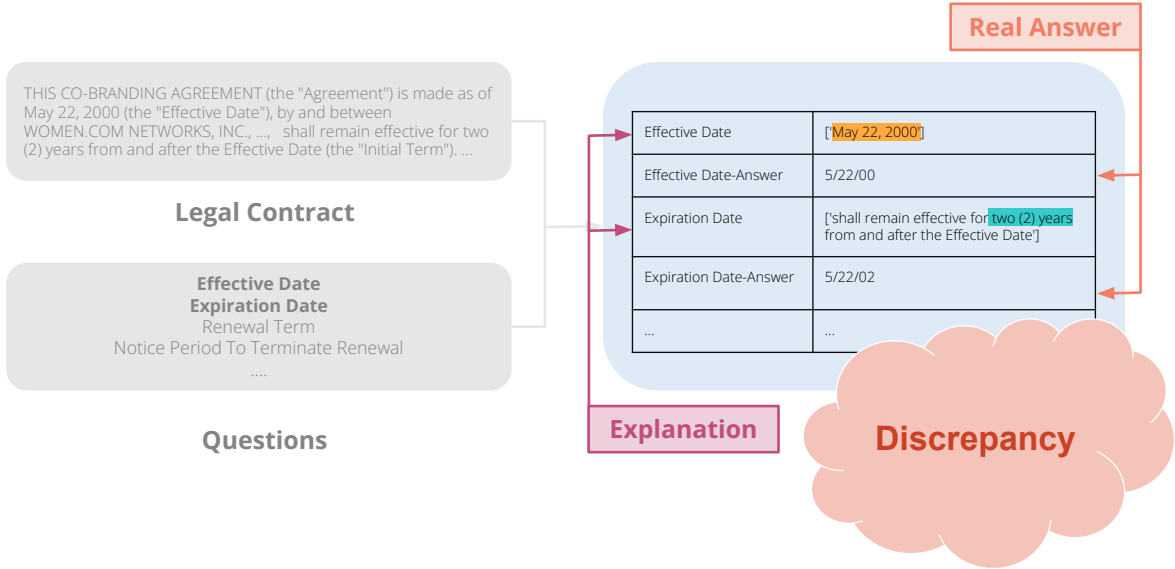 Real Answer
THIS CO-BRANDING AGREEMENT (the "Agreement") is made as of
May 22, 2000 (the "Effective Date"), by and between
WOMEN.COM NETWORKS, INC., ..., shall remain effective for two
(2) years from and after the Effective Date (the "Initial Term"). ...
Legal Contract
Effective Date
Expiration Date
Renewal Term
Notice Period To Terminate Renewal
....
Questions
Effective Date ['May 22, 2000']
Effective Date-Answer 5/22/00
Expiration Date ['shall remain effective for two (2) years
from and after the Effective Date']
Expiration Date-Answer 5/22/02
... ...
Explanation
Discrepancy